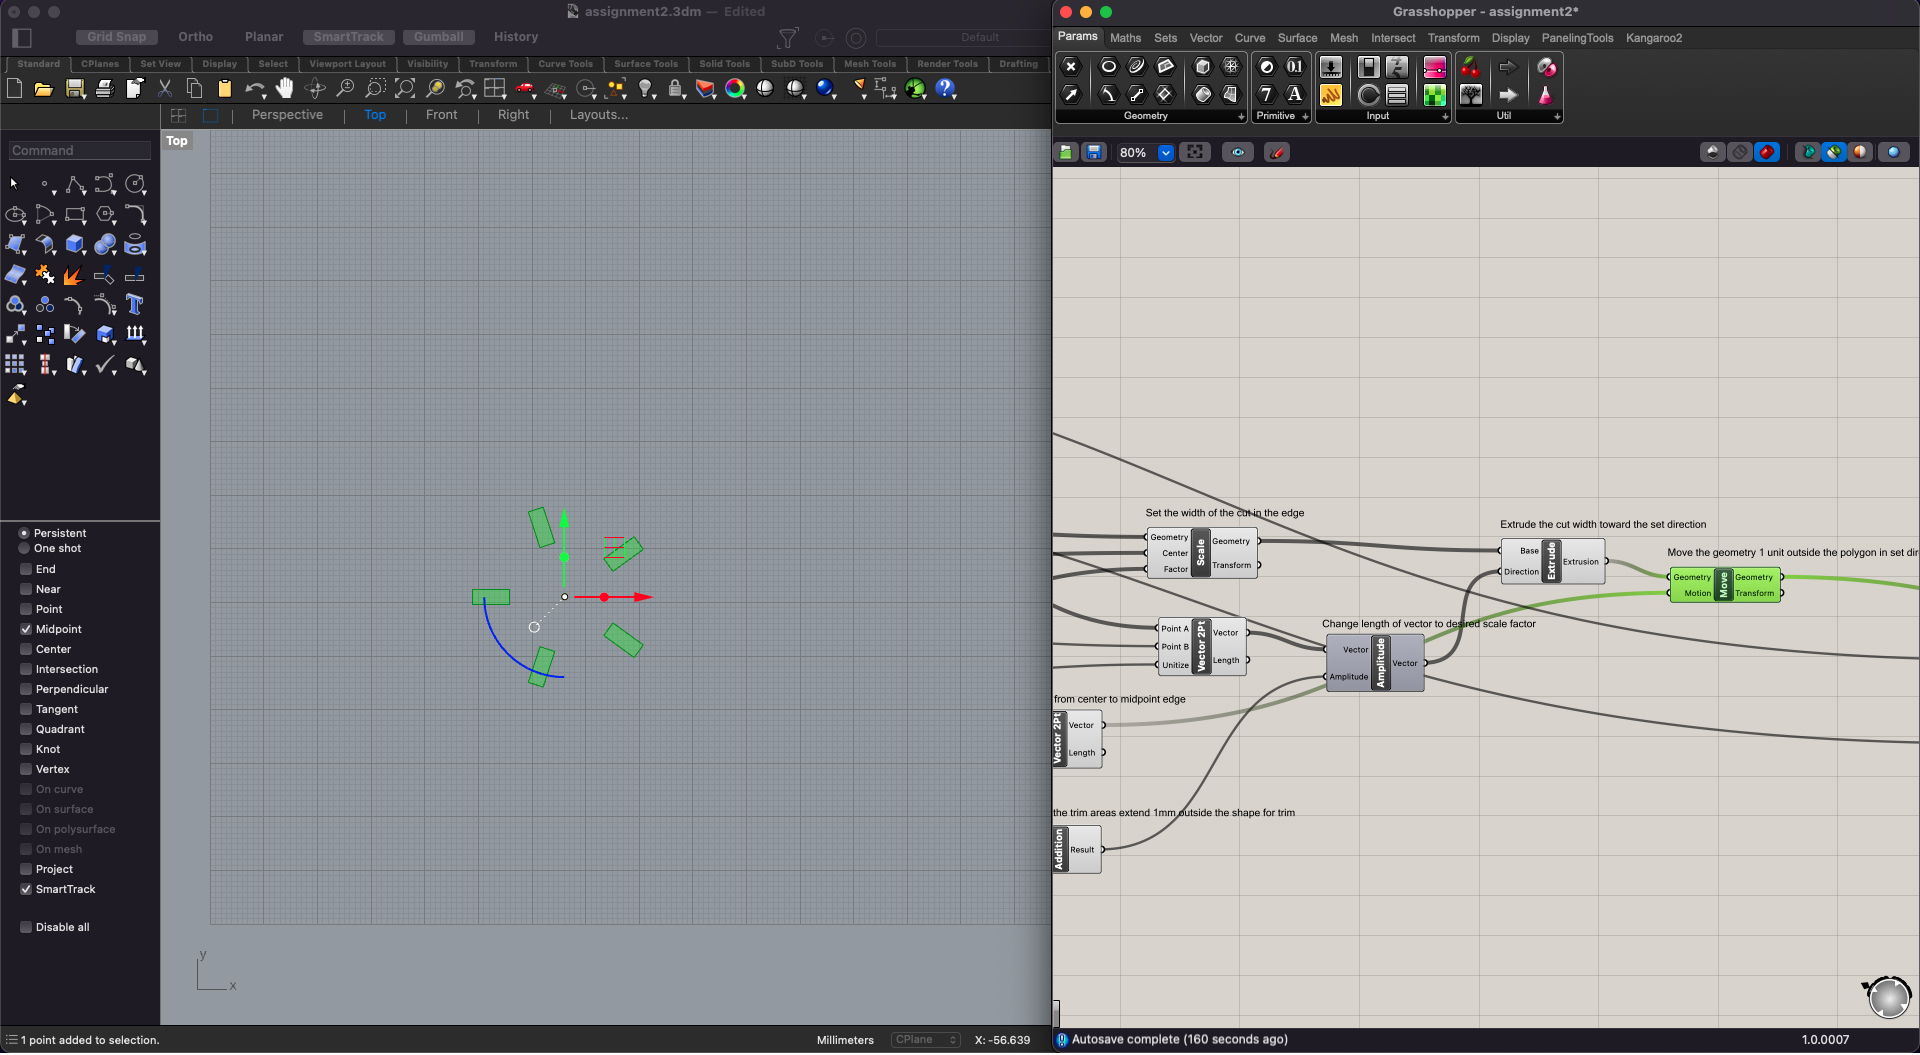 assignment2.3dm — Edited
Grid Snap
Ortho
Planar
SmartTrack
Gumball
History
Default
Standard
CPlanes
Set View
Display
Select
Viewport Layout
Visibility
Transform
Curve Tools
Surface Tools
Solid Tools
SubD Tools
Mesh Tools
Render Tools
Drafting
Perspective
Top
Front
Right
Layouts...
Top
Command
Persistent
One shot
End
Near
Point
Midpoint
Center
Intersection
Perpendicular
Tangent
Quadrant
Knot
Vertex
On curve
On surface
On polysurface
On mesh
Project
SmartTrack
Disable all
y
x
1 point added to selection.
Millimeters
CPlane
X: -56.639
Grasshopper - assignment2*
Params
Maths
Sets
Vector
Curve
Surface
Mesh
Intersect
Transform
Display
PanelingTools
Kangaroo2
Geometry
Primitive
Input
Util
80%
Set the width of the cut in the edge
Geometry
Center
Factor
Scale
Geometry
Transform
Extrude the cut width toward the set direction
Base
Direction
Extrude
Extrusion
Move the geometry 1 unit outside the polygon in set dir
Geometry
Motion
Move
Geometry
Transform
Point A
Point B
Unitize
Vector 2Pt
Vector
Length
Change length of vector to desired scale factor
Vector
Amplitude
Amplitude
Vector
from center to midpoint edge
Vector 2Pt
Vector
Length
the trim areas extend 1mm outside the shape for trim
Addition
Result
Autosave complete (160 seconds ago)
1.0.0007